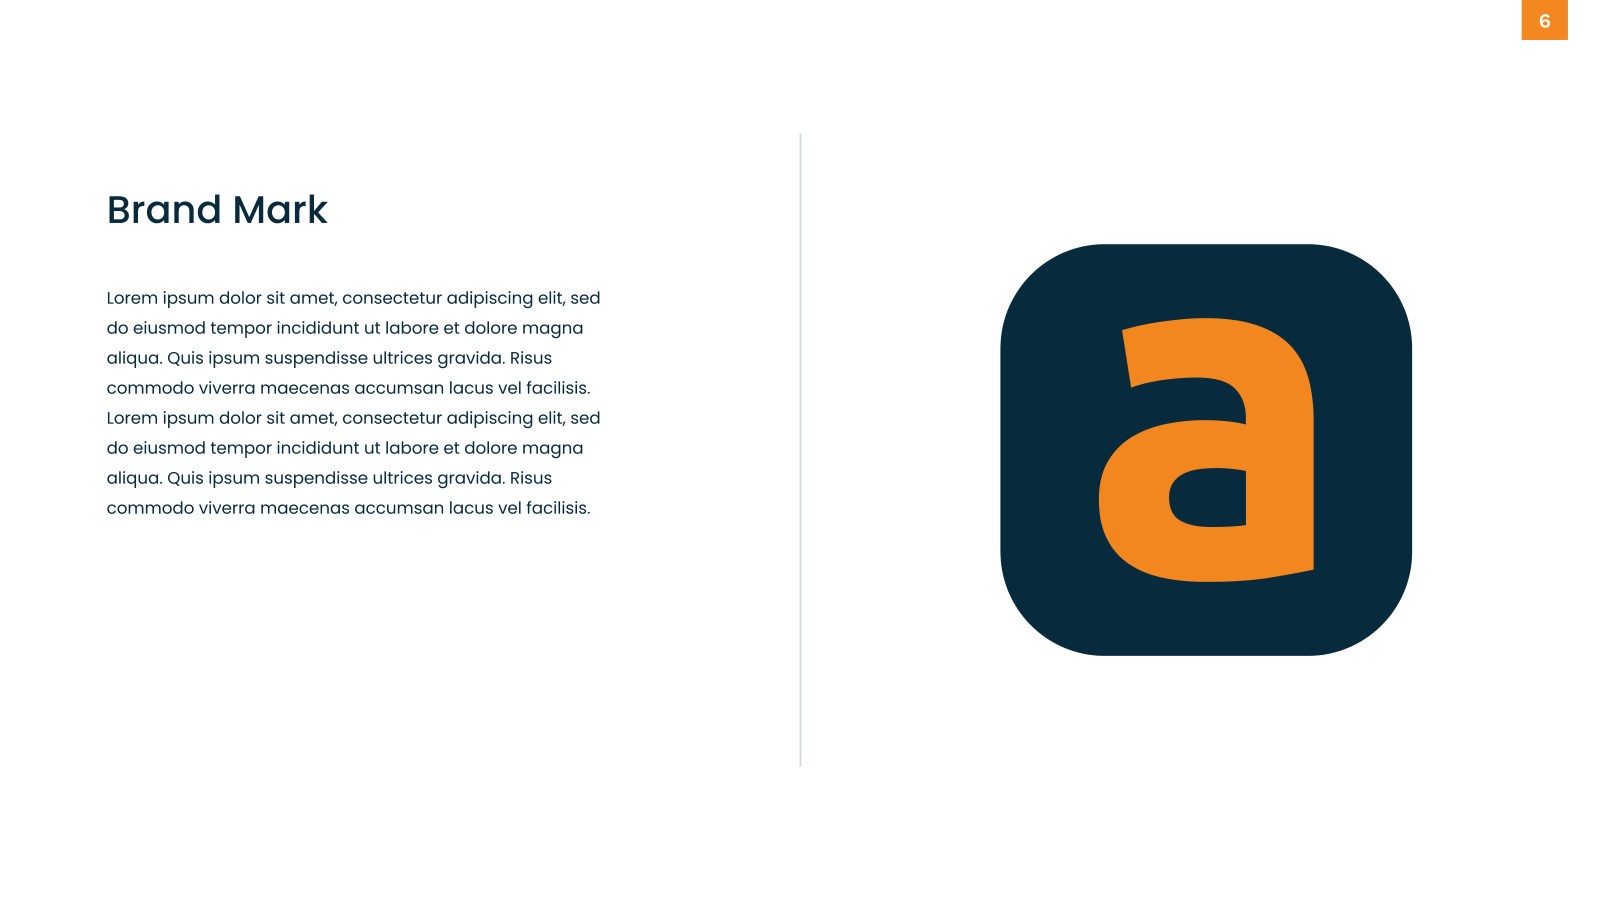 6
Brand Mark
Lorem ipsum dolor sit amet, consectetur adipiscing elit, sed
do eiusmod tempor incididunt ut labore et dolore magna
aliqua. Quis ipsum suspendisse ultrices gravida. Risus
commodo viverra maecenas accumsan lacus vel facilisis.
Lorem ipsum dolor sit amet, consectetur adipiscing elit, sed
do eiusmod tempor incididunt ut labore et dolore magna
aliqua. Quis ipsum suspendisse ultrices gravida. Risus
commodo viverra maecenas accumsan lacus vel facilisis.
a